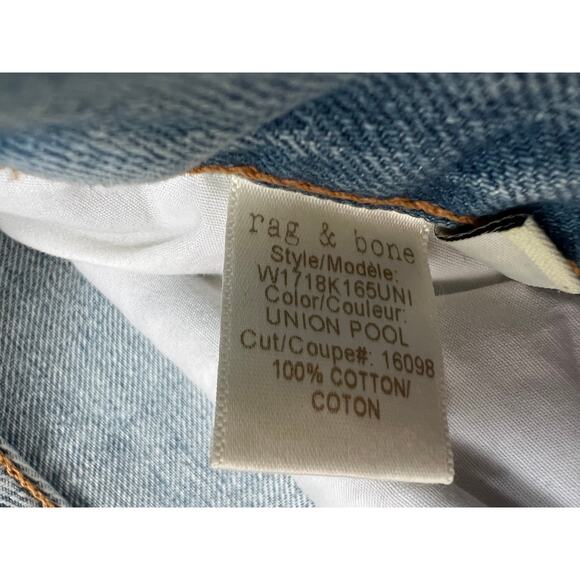 rag & bone
Style/Modèle:
W1718K165UNI
Color/Couleur:
UNION POOL
Cut/Coupe#: 16098
100% COTTON/
COTON